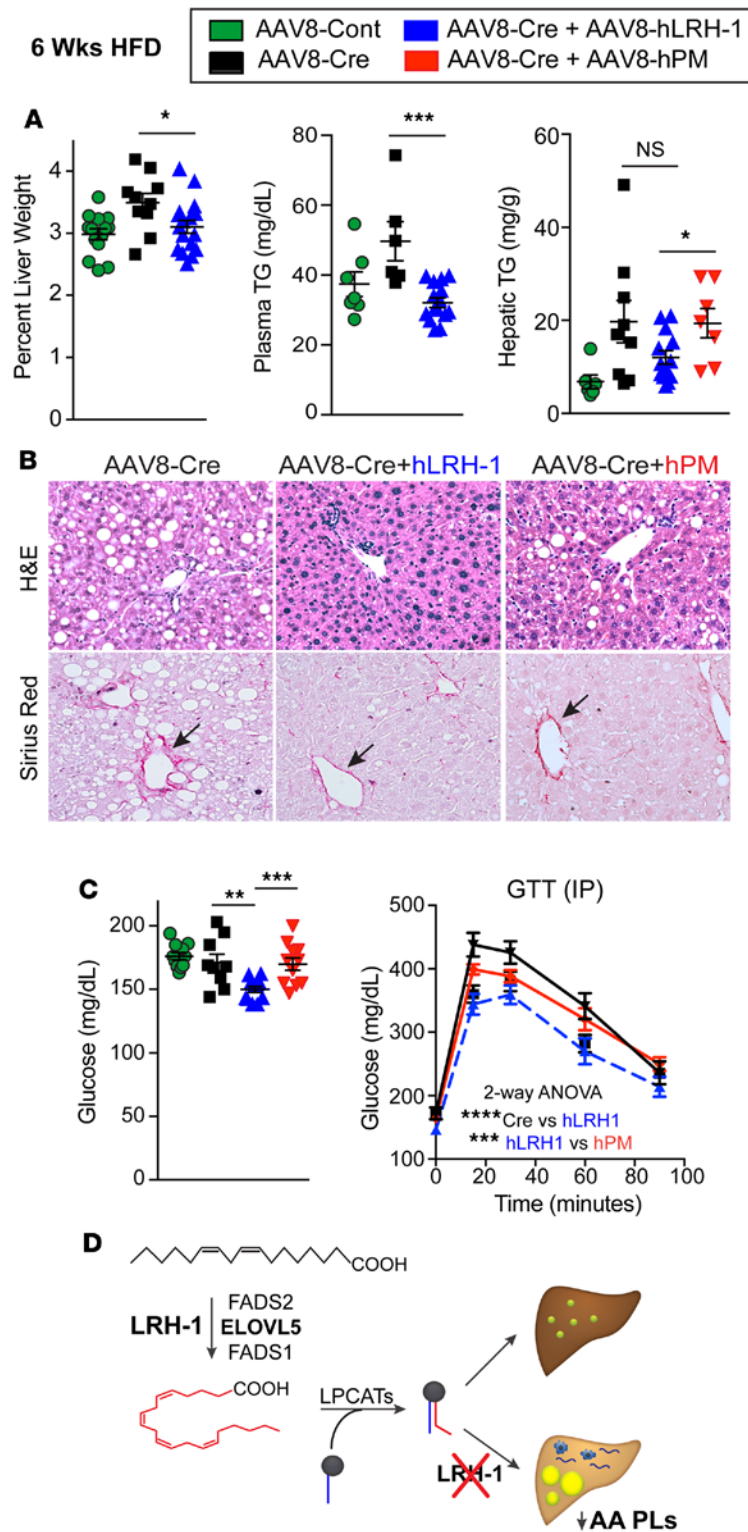 6 Wks HFD
AAV8-Cont
AAV8-Cre + AAV8-hLRH-1
AAV8-Cre
AAV8-Cre + AAV8-hPM
A
*
Percent Liver Weight
4
3
2
1
0
***
Plasma TG (mg/dL)
80
60
40
20
0
NS
*
Hepatic TG (mg/g)
60
40
20
0
B
AAV8-Cre
AAV8-Cre+hLRH-1
AAV8-Cre+hPM
H&E
Sirius Red
C
**
***
Glucose (mg/dL)
200
150
100
50
0
GTT (IP)
Glucose (mg/dL)
500
400
300
200
100
2-way ANOVA
****Cre vs hLRH1
*** hLRH1 vs hPM
0 20 40 60 80 100
Time (minutes)
D
COOH
LRH-1
FADS2
ELOVL5
FADS1
COOH
LPCATs
LRH-1
AA PLs